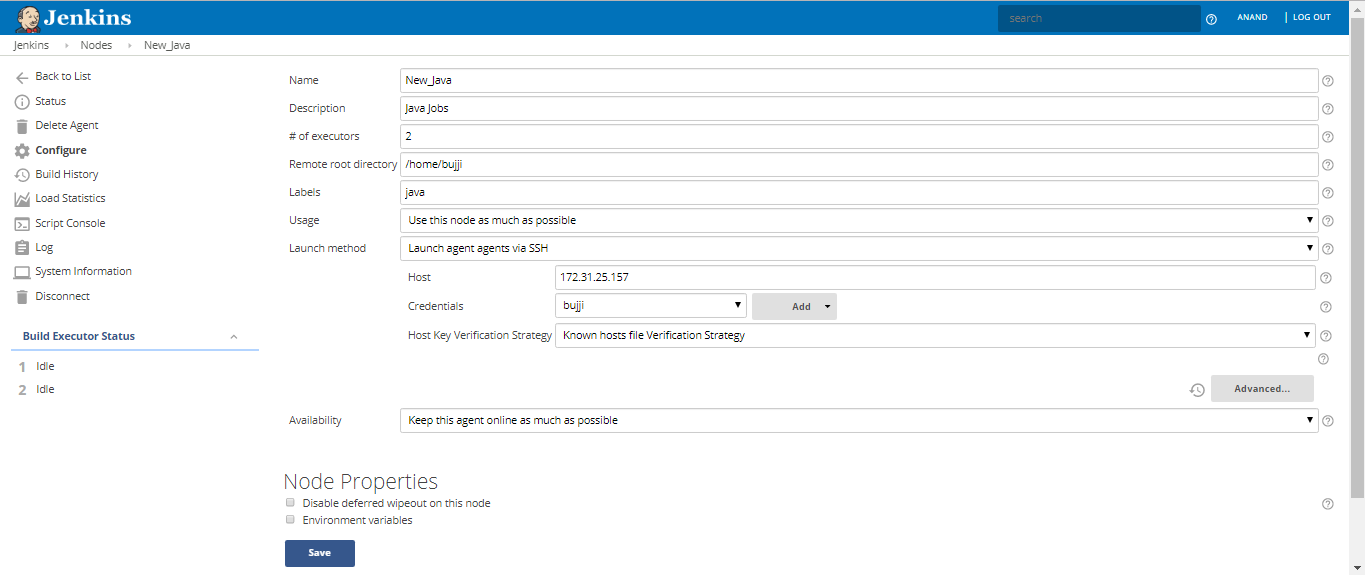 Jenkins
search
ANAND | LOG OUT
Jenkins Nodes New_Java
Back to List
Status
Delete Agent
Configure
Build History
Load Statistics
Script Console
Log
System Information
Disconnect
Build Executor Status
1 Idle
2 Idle
Name New_Java
Description Java Jobs
# of executors 2
Remote root directory /home/bujji
Labels java
Usage Use this node as much as possible
Launch method Launch agent agents via SSH
Host 172.31.25.157
Credentials bujji Add
Host Key Verification Strategy Known hosts file Verification Strategy
Advanced...
Availability Keep this agent online as much as possible
Node Properties
Disable deferred wipeout on this node
Environment variables
Save